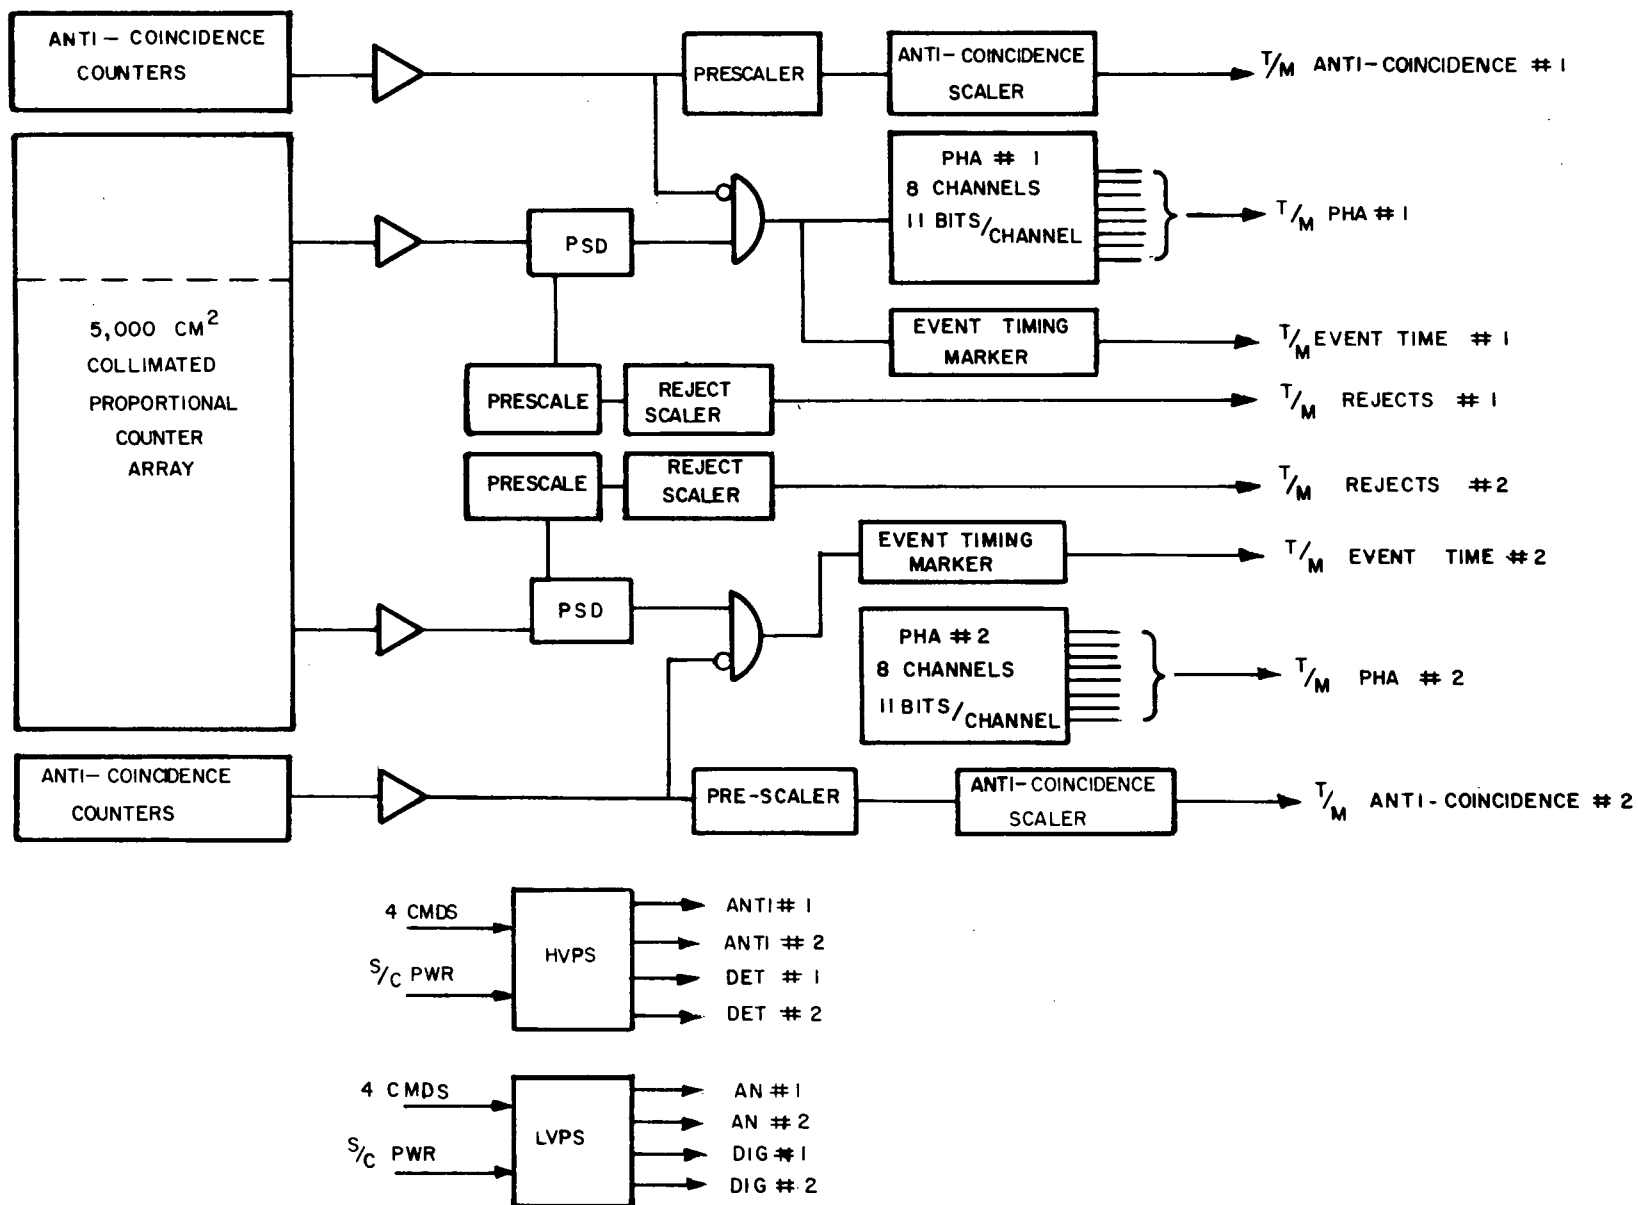 ANTI – COINCIDENCE
COUNTERS
PRESCALER
ANTI – COINCIDENCE
SCALER
T/M ANTI – COINCIDENCE # 1
PHA # 1
8 CHANNELS
11 BITS/CHANNEL
T/M PHA # 1
PSD
EVENT TIMING
MARKER
T/M EVENT TIME # 1
5,000 CM²
COLLIMATED
PROPORTIONAL
COUNTER
ARRAY
PRESCALE
REJECT
SCALER
T/M REJECTS # 1
PRESCALE
REJECT
SCALER
T/M REJECTS #2
EVENT TIMING
MARKER
T/M EVENT TIME #2
PSD
PHA #2
8 CHANNELS
11 BITS/CHANNEL
T/M PHA # 2
ANTI – COINCIDENCE
COUNTERS
PRE-SCALER
ANTI – COINCIDENCE
SCALER
T/M ANTI - COINCIDENCE # 2
4 CMDS
S/C PWR
HVPS
ANTI # 1
ANTI # 2
DET # 1
DET # 2
4 CMDS
S/C PWR
LVPS
AN # 1
AN # 2
DIG # 1
DIG # 2